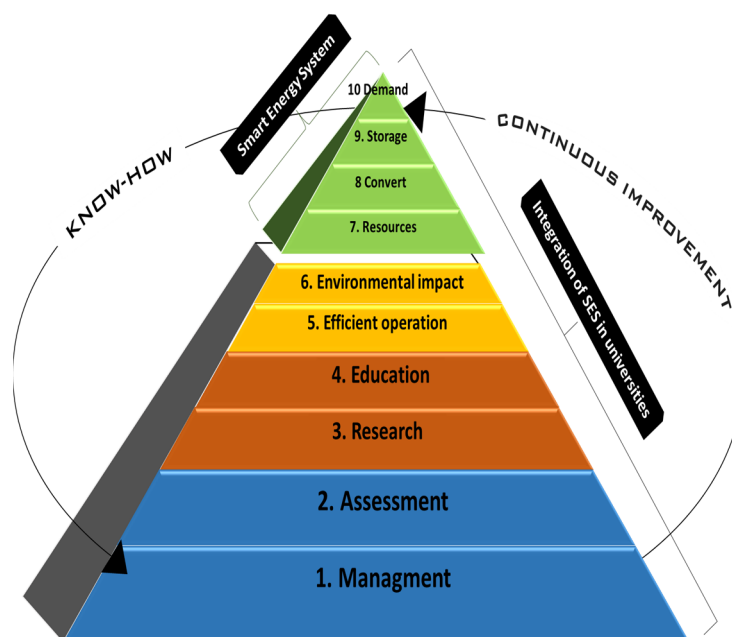 Smart Energy System
KNOW-HOW
CONTINUOUS IMPROVEMENT
Integration of SES in universities
10 Demand
9. Storage
8 Convert
7. Resources
6. Environmental impact
5. Efficient operation
4. Education
3. Research
2. Assessment
1. Managment